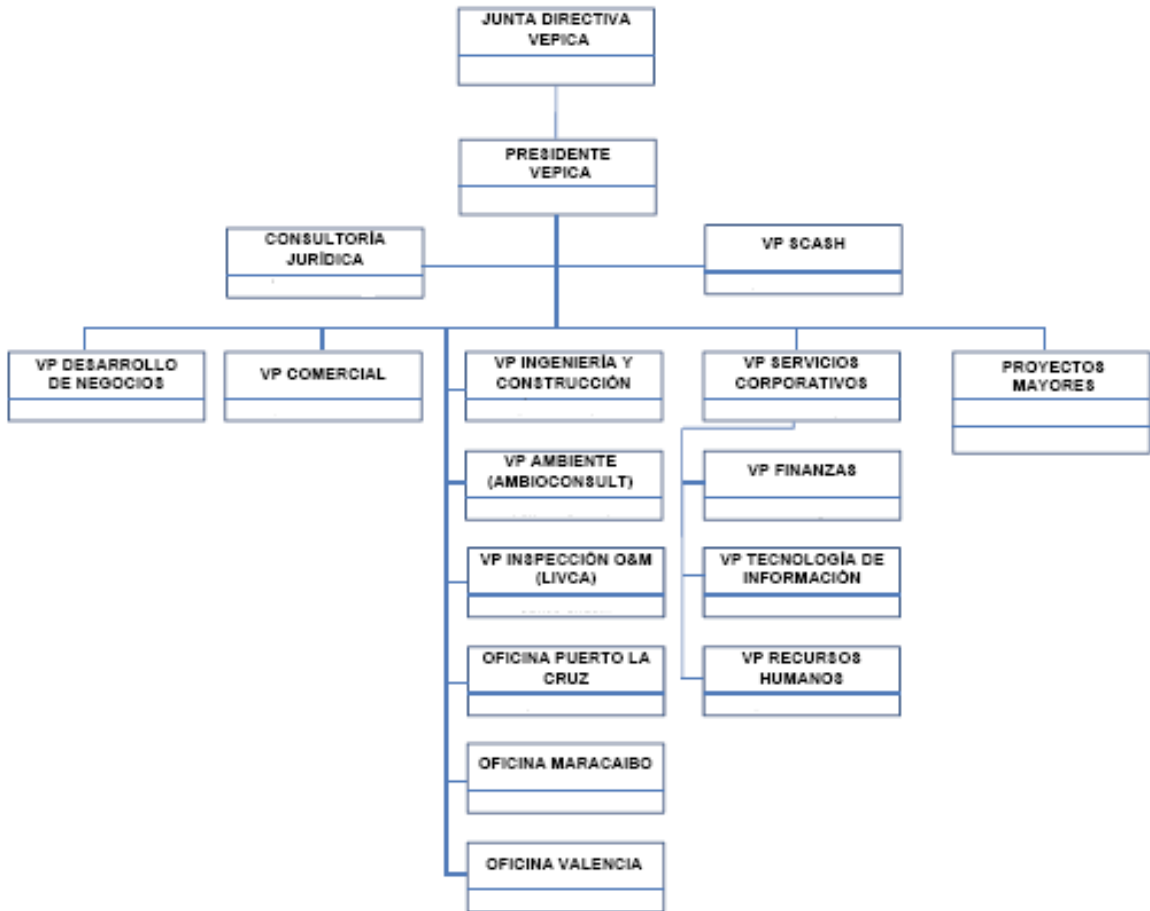 JUNTA DIRECTIVA
VEPICA
PRESIDENTE
VEPICA
CONSULTORÍA
JURÍDICA
VP SCASH
VP DESARROLLO
DE NEGOCIOS
VP COMERCIAL
VP INGENIERÍA Y
CONSTRUCCIÓN
VP SERVICIOS
CORPORATIVOS
PROYECTOS
MAYORES
VP AMBIENTE
(AMBIOCONSULT)
VP FINANZAS
VP INSPECCIÓN O&M
(LIVCA)
VP TECNOLOGÍA DE
INFORMACIÓN
OFICINA PUERTO LA
CRUZ
VP RECURSOS
HUMANOS
OFICINA MARACAIBO
OFICINA VALENCIA